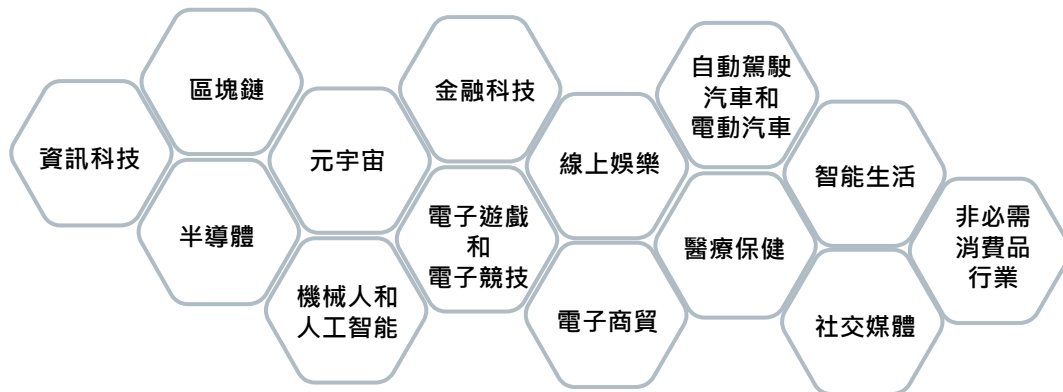 資訊科技
區塊鏈
半導體
元宇宙
機械人和
人工智能
金融科技
電子遊戲
和
電子競技
線上娛樂
電子商貿
自動駕駛
汽車和
電動汽車
醫療保健
智能生活
社交媒體
非必需
消費品
行業